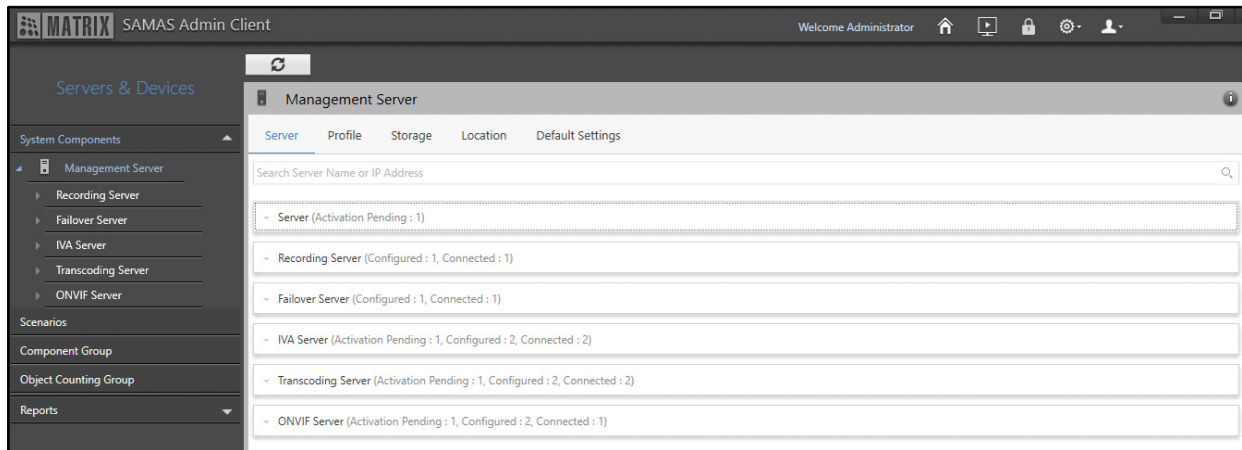 MATRIX SAMAS Admin Client
Welcome Administrator
Servers & Devices
System Components
Management Server
Recording Server
Failover Server
IVA Server
Transcoding Server
ONVIF Server
Scenarios
Component Group
Object Counting Group
Reports
Management Server
Server Profile Storage Location Default Settings
Search Server Name or IP Address
Server (Activation Pending : 1)
Recording Server (Configured : 1, Connected : 1)
Failover Server (Configured : 1, Connected : 1)
IVA Server (Activation Pending : 1, Configured : 2, Connected : 2)
Transcoding Server (Activation Pending : 1, Configured : 2, Connected : 2)
ONVIF Server (Activation Pending : 1, Configured : 2, Connected : 1)